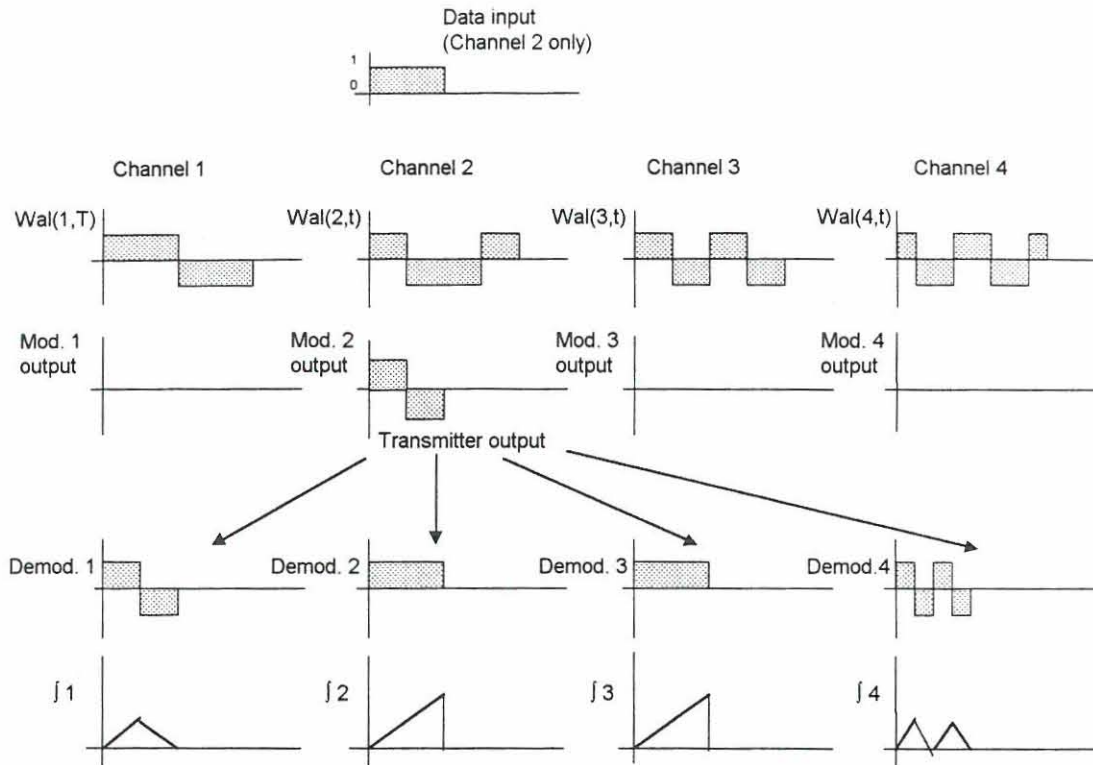 Data input
(Channel 2 only)
1
0
Channel 1
Channel 2
Channel 3
Channel 4
Wal(1,T)
Wal(2,t)
Wal(3,t)
Wal(4,t)
Mod. 1
output
Mod. 2
output
Mod. 3
output
Mod. 4
output
Transmitter output
Demod. 1
Demod. 2
Demod. 3
Demod.4
∫ 1
∫ 2
∫ 3
∫ 4